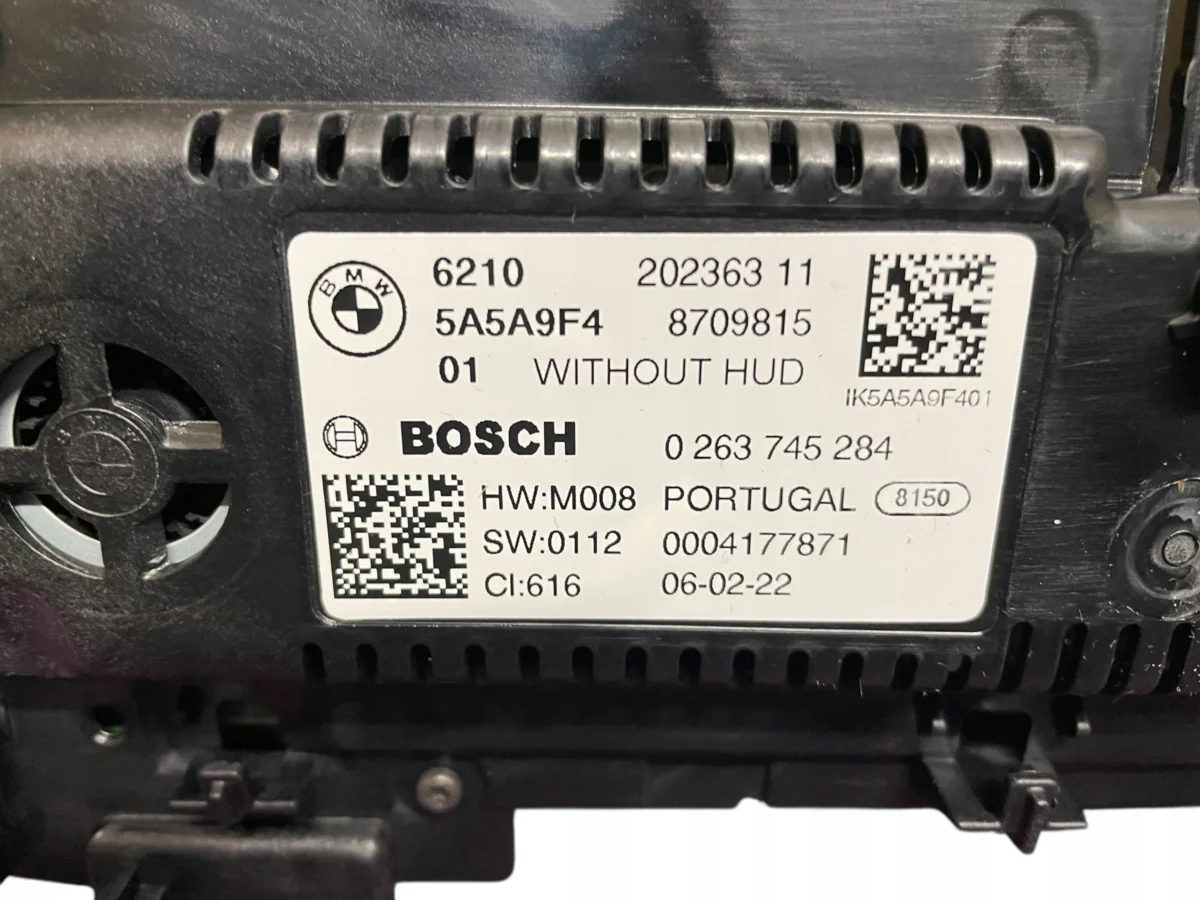 BMW
6210 202363 11
5A5A9F4 8709815
01 WITHOUT HUD
IK5A5A9F401
BOSCH 0 263 745 284
HW:M008 PORTUGAL 8150
SW:0112 0004177871
CI:616 06-02-22